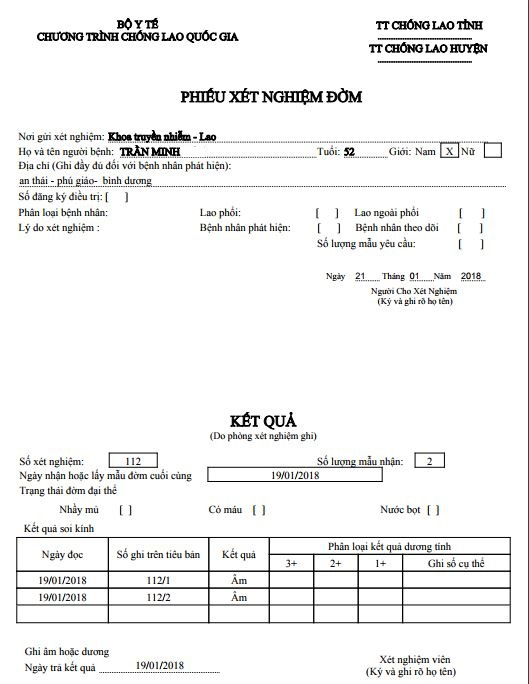 BỘ Y TẾ
CHƯƠNG TRÌNH CHỐNG LAO QUỐC GIA
TT CHỐNG LAO TỈNH
TT CHỐNG LAO HUYỆN
PHIẾU XÉT NGHIỆM ĐỜM
Nơi gửi xét nghiệm: Khoa truyền nhiễm - Lao
Họ và tên người bệnh: TRẦN MINH Tuổi: 52 Giới: Nam X Nữ
Địa chỉ (Ghi đầy đủ đối với bệnh nhân phát hiện):
an thái - phú giáo- bình dương
Số đăng ký điều trị: [ ]
Phân loại bệnh nhân: Lao phổi: [ ] Lao ngoài phổi [ ]
Lý do xét nghiệm : Bệnh nhân phát hiện: [ ] Bệnh nhân theo dõi [ ]
Số lượng mẫu yêu cầu: [ ]
Ngày 21 Tháng 01 Năm 2018
Người Cho Xét Nghiệm
(Ký và ghi rõ họ tên)
KẾT QUẢ
(Do phòng xét nghiệm ghi)
Số xét nghiệm: 112 Số lượng mẫu nhận: 2
Ngày nhận hoặc lấy mẫu đờm cuối cùng 19/01/2018
Trạng thái đờm đại thể
Nhầy mủ [ ] Có máu [ ] Nước bọt [ ]
Kết quả soi kính
Ngày đọc Số ghi trên tiêu bản Kết quả Phân loại kết quả dương tính
3+ 2+ 1+ Ghi số cụ thể
19/01/2018 112/1 Âm
19/01/2018 112/2 Âm
Ghi âm hoặc dương
Ngày trả kết quả 19/01/2018
Xét nghiệm viên
(Ký và ghi rõ họ tên)